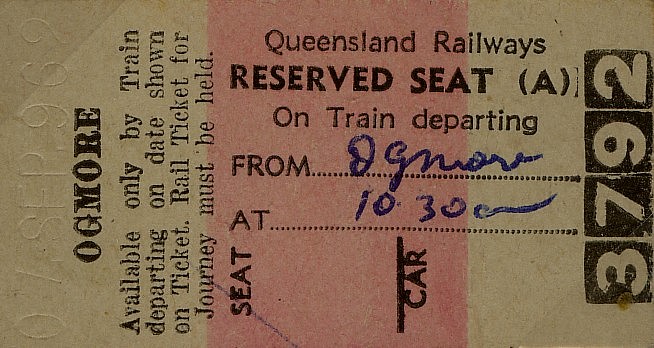 Queensland Railways
RESERVED SEAT (A)
On Train departing
FROM Ogmore
AT 10.30am
SEAT
CAR
3792
OGMORE
Available only by Train
departing on date shown
on Ticket. Rail Ticket for
Journey must be held.